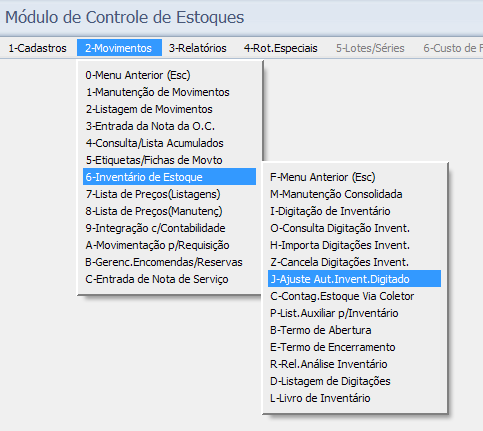 Módulo de Controle de Estoques
1-Cadastros 2-Movimentos 3-Relatórios 4-Rot.Especiais 5-Lotes/Séries 6-Custo de
0-Menu Anterior (Esc)
1-Manutenção de Movimentos
2-Listagem de Movimentos
3-Entrada da Nota da O.C.
4-Consulta/Lista Acumulados
5-Etiquetas/Fichas de Movto
6-Inventário de Estoque
7-Lista de Preços(Listagens)
8-Lista de Preços(Manutenç)
9-Integração c/Contabilidade
A-Movimentação p/Requisição
B-Gerenc.Encomendas/Reservas
C-Entrada de Nota de Serviço
F-Menu Anterior (Esc)
M-Manutenção Consolidada
I-Digitação de Inventário
O-Consulta Digitação Invent.
H-Importa Digitações Invent.
Z-Cancela Digitações Invent.
J-Ajuste Aut.Invent.Digitado
C-Contag.Estoque Via Coletor
P-List.Auxiliar p/Inventário
B-Termo de Abertura
E-Termo de Encerramento
R-Rel.Análise Inventário
D-Listagem de Digitações
L-Livro de Inventário